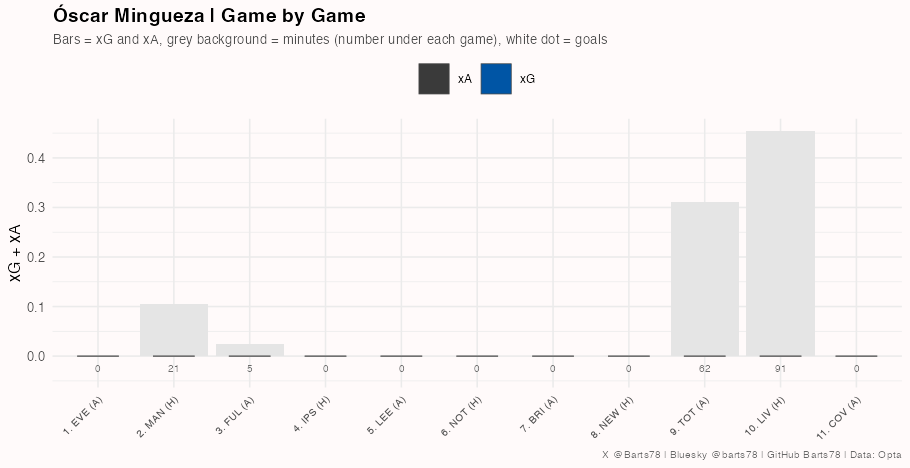 Óscar Mingueza | Game by Game
Bars = xG and xA, grey background = minutes (number under each game), white dot = goals
xA xG
xG + xA
0.4
0.3
0.2
0.1
0.0
0 21 5 0 0 0 0 0 62 91 0
1. EVE (A) 2. MAN (H) 3. FUL (A) 4. IPS (H) 5. LEE (A) 6. NOT (H) 7. BRI (A) 8. NEW (H) 9. TOT (A) 10. LIV (H) 11. COV (A)
X @Barts78 | Bluesky @barts78 | GitHub Barts78 | Data: Opta